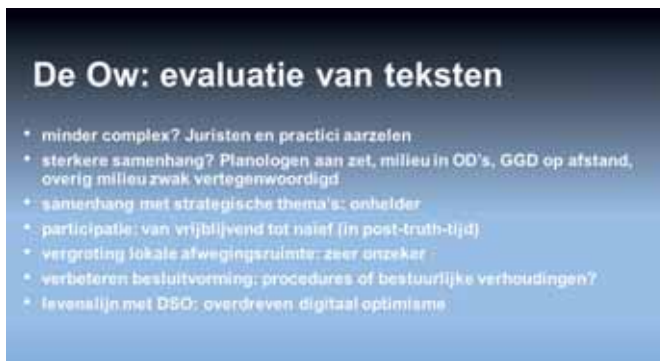 De Ow: evaluatie van teksten
• minder complex? Juristen en practici aarzelen
• sterkere samenhang? Planologen aan zet, milieu in OD's, GGD op afstand,
overig milieu zwak vertegenwoordigd
• samenhang met strategische thema's: onhelder
• participatie: van vrijblijvend tot naïef (in post-truth-tijd)
• vergroting lokale afwegingsruimte: zeer onzeker
• verbeteren besluitvorming: procedures of bestuurlijke verhoudingen?
• levenslijn met DSO: overdreven digitaal optimisme